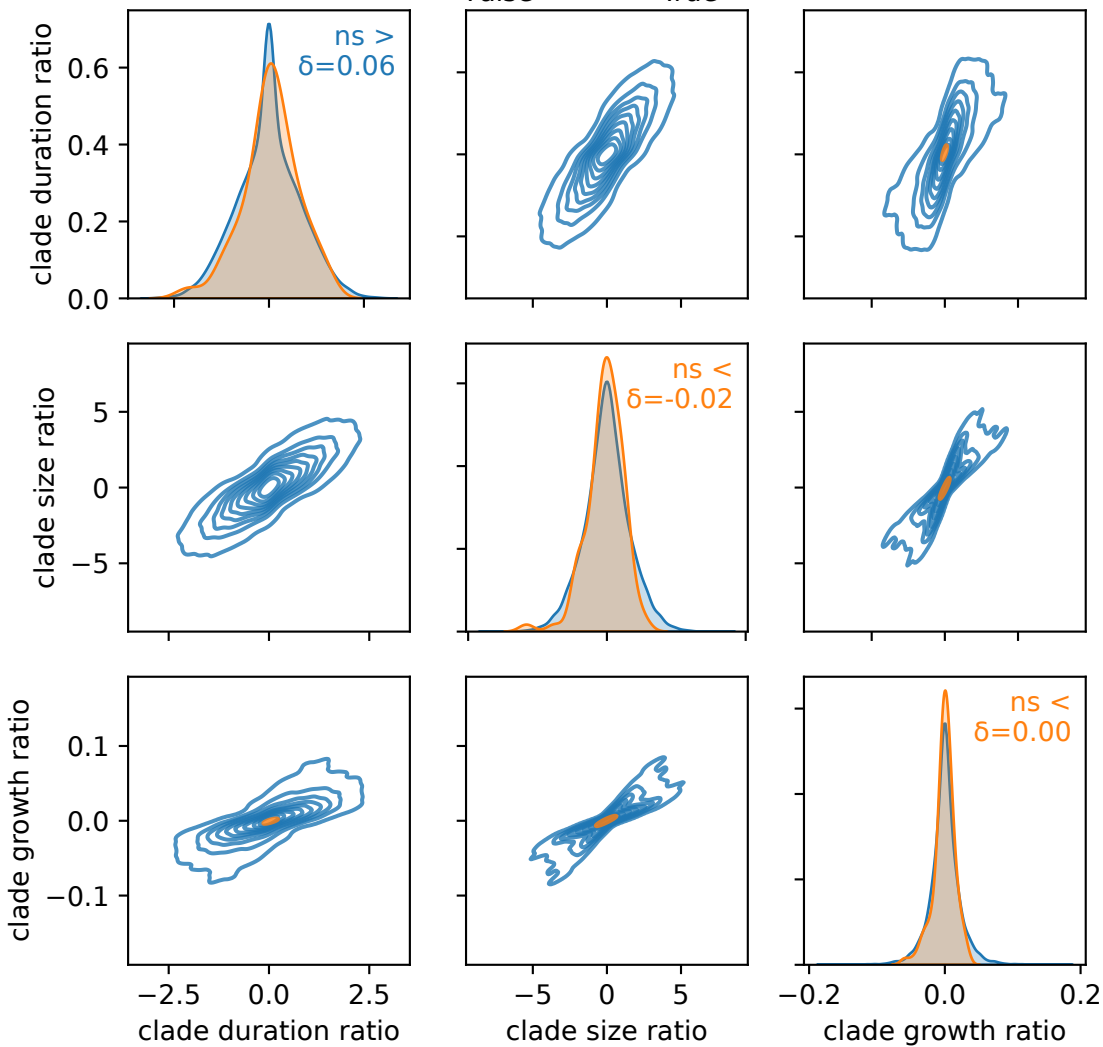 clade duration ratio
0.6
0.4
0.2
0.0
ns >
δ=0.06
clade size ratio
5
0
−5
ns <
δ=-0.02
clade growth ratio
0.1
0.0
−0.1
ns <
δ=0.00
−2.5 0.0 2.5
clade duration ratio
−5 0 5
clade size ratio
−0.2 0.0 0.2
clade growth ratio